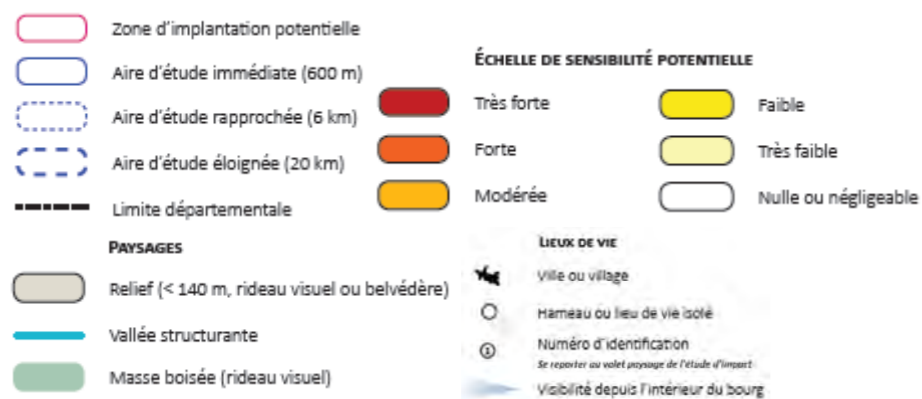 Zone d'implantation potentielle
Aire d'étude immédiate (600 m)
Aire d'étude rapprochée (6 km)
Aire d'étude éloignée (20 km)
Limite départementale
PAYSAGES
Relief (< 140 m, rideau visuel ou belvédère)
Vallée structurante
Masse boisée (rideau visuel)
ÉCHELLE DE SENSIBILITÉ POTENTIELLE
Très forte
Forte
Modérée
Faible
Très faible
Nulle ou négligeable
LIEUX DE VIE
Ville ou village
Hameau ou lieu de vie isolé
1 Numéro d'identification
Se reporter au volet paysage de l'étude d'impact
Visibilité depuis l'intérieur du bourg